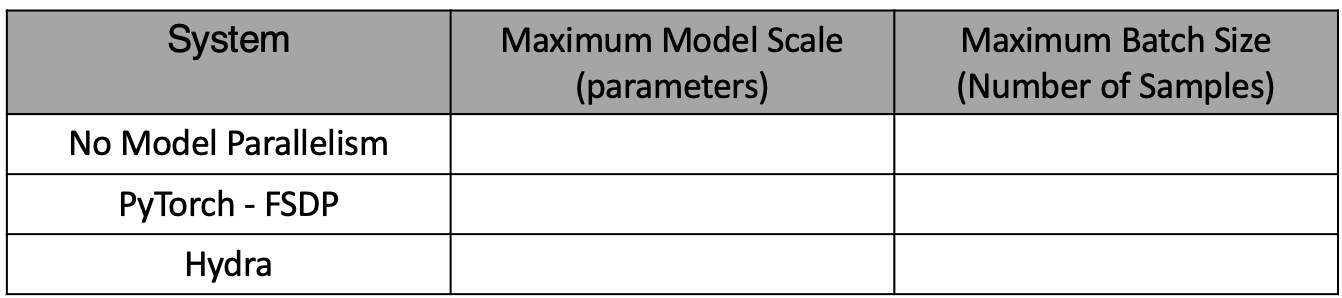 System
Maximum Model Scale
(parameters)
Maximum Batch Size
(Number of Samples)
No Model Parallelism
PyTorch - FSDP
Hydra